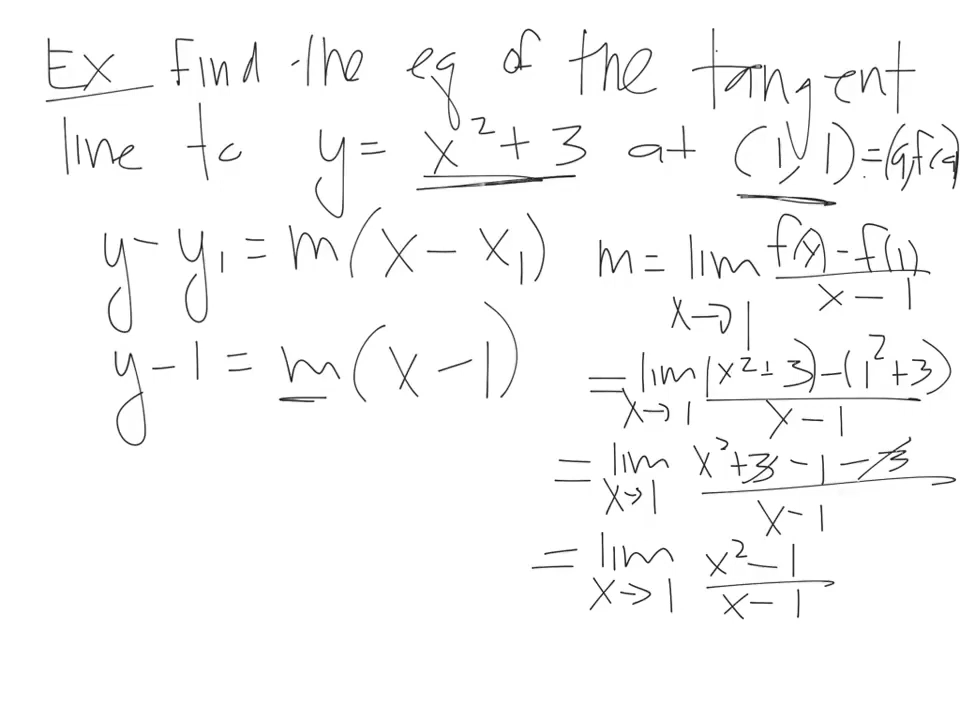 Ex Find the eq of the tangent
line to y = x² + 3 at (1, 1) = (a, f(a)
y - y₁ = m(x - x₁)
y - 1 = m(x - 1)
m = lim x→1 f(x) - f(1) / x - 1
= lim x→1 (x² + 3) - (1² + 3) / x - 1
= lim x→1 x² + 3 - 1 - 3 / x - 1
= lim x→1 x² - 1 / x - 1